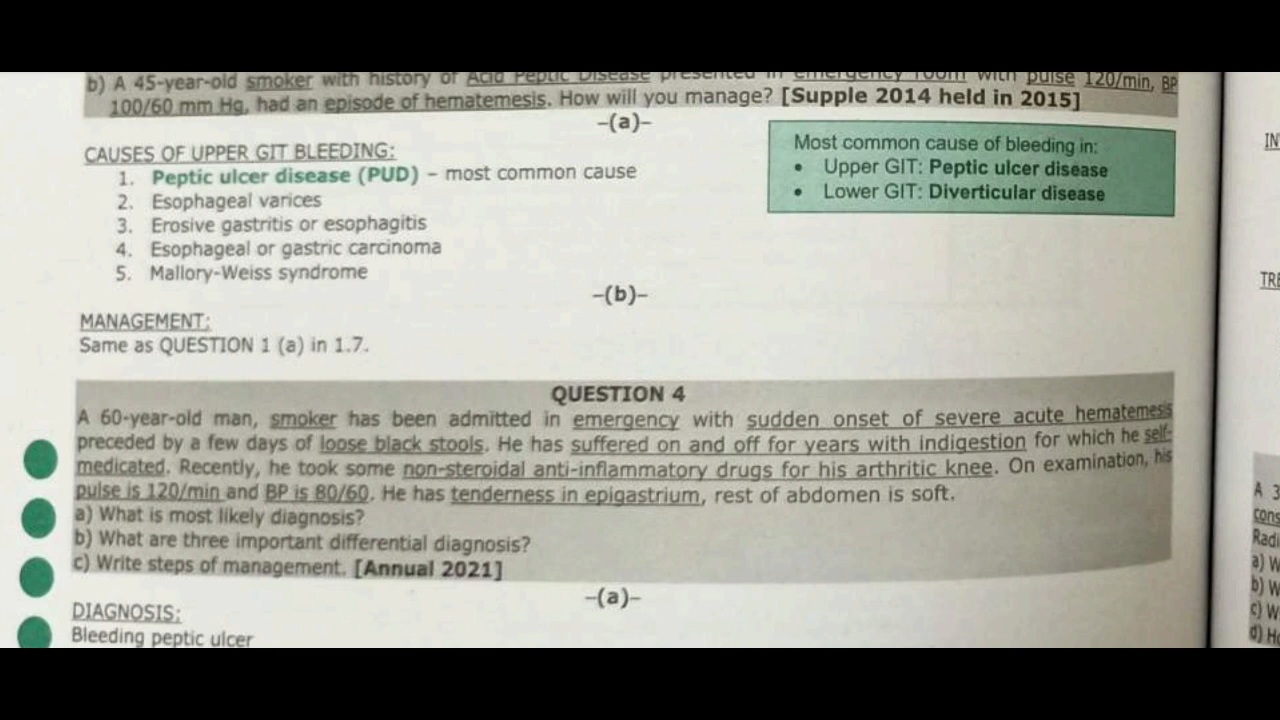 b) A 45-year-old smoker with history of Acid Peptic Disease presented in emergency room with pulse 120/min, BP
100/60 mm Hg, had an episode of hematemesis. How will you manage? [Supple 2014 held in 2015]
–(a)–
CAUSES OF UPPER GIT BLEEDING:
1. Peptic ulcer disease (PUD) – most common cause
2. Esophageal varices
3. Erosive gastritis or esophagitis
4. Esophageal or gastric carcinoma
5. Mallory-Weiss syndrome
Most common cause of bleeding in:
• Upper GIT: Peptic ulcer disease
• Lower GIT: Diverticular disease
–(b)–
MANAGEMENT:
Same as QUESTION 1 (a) in 1.7.
QUESTION 4
A 60-year-old man, smoker has been admitted in emergency with sudden onset of severe acute hematemesis
preceded by a few days of loose black stools. He has suffered on and off for years with indigestion for which he self-
medicated. Recently, he took some non-steroidal anti-inflammatory drugs for his arthritic knee. On examination, his
pulse is 120/min and BP is 80/60. He has tenderness in epigastrium, rest of abdomen is soft.
a) What is most likely diagnosis?
b) What are three important differential diagnosis?
c) Write steps of management. [Annual 2021]
–(a)–
DIAGNOSIS:
Bleeding peptic ulcer
IN
TRE
A 3
cons
Radi
a) W
b) W
c) W
d) Ho